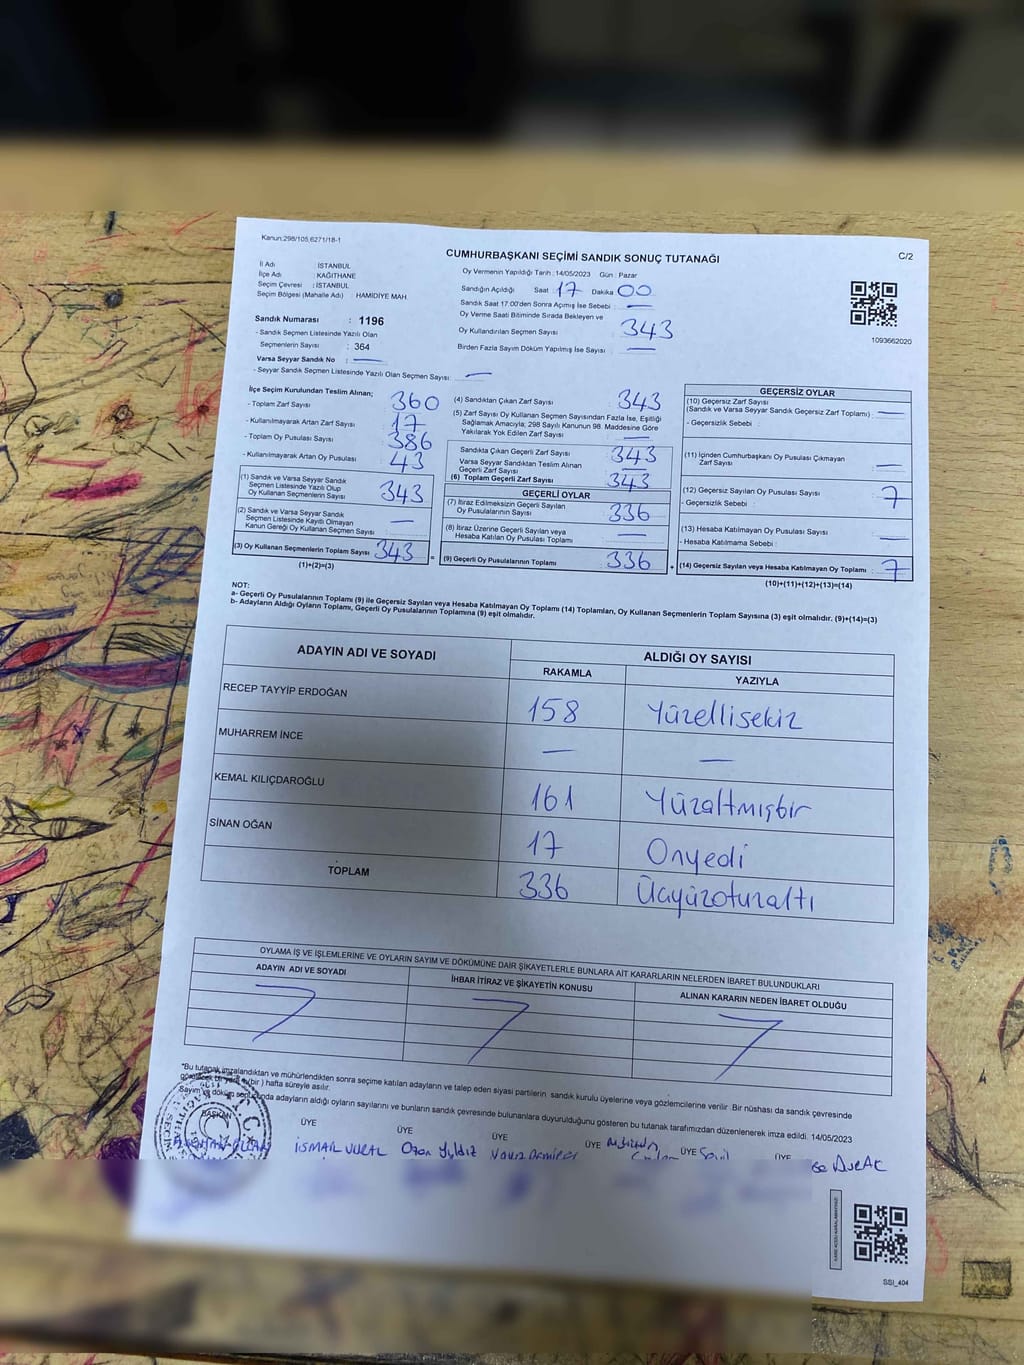 Kanun:298/105,6271/18-1
CUMHURBAŞKANI SEÇİMİ SANDIK SONUÇ TUTANAĞI
C/2
İl Adı : İSTANBUL
İlçe Adı : KAĞITHANE
Seçim Çevresi : İSTANBUL
Seçim Bölgesi (Mahalle Adı) : HAMİDİYE MAH.
Oy Vermenin Yapıldığı Tarih :14/05/2023 Gün : Pazar
Sandığın Açıldığı Saat : 17 Dakika 00
Sandık Saat 17.00'den Sonra Açımış İse Sebebi : —
Oy Verme Saati Bitiminde Sırada Bekleyen ve
Oy Kullandırılan Seçmen Sayısı : 343
Birden Fazla Sayım Döküm Yapılmış İse Sayısı : —
1093662020
Sandık Numarası : 1196
- Sandık Seçmen Listesinde Yazılı Olan
Seçmenlerin Sayısı : 364
Varsa Seyyar Sandık No : —
- Seyyar Sandık Seçmen Listesinde Yazılı Olan Seçmen Sayısı: —
İlçe Seçim Kurulundan Teslim Alınan;
- Toplam Zarf Sayısı : 360
- Kullanılmayarak Artan Zarf Sayısı : 17
- Toplam Oy Pusulası Sayısı : 386
- Kullanılmayarak Artan Oy Pusulası : 43
(1) Sandık ve Varsa Seyyar Sandık
Seçmen Listesinde Yazılı Olup
Oy Kullanan Seçmenlerin Sayısı : 343
(2) Sandık ve Varsa Seyyar Sandık
Seçmen Listesinde Kayıtlı Olmayan
Kanun Gereği Oy Kullanan Seçmen Sayısı : —
(3) Oy Kullanan Seçmenlerin Toplam Sayısı : 343 =
(1)+(2)=(3)
(4) Sandıktan Çıkan Zarf Sayısı : 343
(5) Zarf Sayısı Oy Kullanan Seçmen Sayısından Fazla İse, Eşitliği
Sağlamak Amacıyla; 298 Sayılı Kanunun 98. Maddesine Göre
Yakılarak Yok Edilen Zarf Sayısı : —
Sandıkta Çıkan Geçerli Zarf Sayısı : 343
Varsa Seyyar Sandıktan Teslim Alınan
Geçerli Zarf Sayısı : —
(6) Toplam Geçerli Zarf Sayısı : 343
GEÇERLİ OYLAR
(7) İtiraz Edilmeksizin Geçerli Sayılan
Oy Pusulası Sayısı : 336
(8) İtiraz Üzerine Geçerli Sayılan veya
Hesaba Katılan Oy Pusulası Toplamı : —
(9) Geçerli Oy Pusulalarının Toplamı : 336 +
GEÇERSİZ OYLAR
(10) Geçersiz Zarf Sayısı
(Sandık ve Varsa Seyyar Sandık Geçersiz Zarf Toplamı) : —
- Geçersizlik Sebebi :
(11) İçinden Cumhurbaşkanı Oy Pusulası Çıkmayan
Zarf Sayısı : —
(12) Geçersiz Sayılan Oy Pusulası Sayısı : 7
- Geçersizlik Sebebi :
(13) Hesaba Katılmayan Oy Pusulası Sayısı : —
- Hesaba Katılmama Sebebi :
(14) Geçersiz Sayılan veya Hesaba Katılmayan Oy Toplamı : 7
(10)+(11)+(12)+(13)=(14)
NOT:
a- Geçerli Oy Pusulalarının Toplamı (9) ile Geçersiz Sayılan veya Hesaba Katılmayan Oy Toplamı (14) Toplamları, Oy Kullanan Seçmenlerin Toplam Sayısına (3) eşit olmalıdır. (9)+(14)=(3)
b- Adayların Aldığı Oyların Toplamı, Geçerli Oy Pusulalarının Toplamına (9) eşit olmalıdır.
ADAYIN ADI VE SOYADI
ALDIĞI OY SAYISI
RAKAMLA YAZIYLA
RECEP TAYYİP ERDOĞAN 158 Yüzellisekiz
MUHARREM İNCE — —
KEMAL KILIÇDAROĞLU 161 Yüzaltmışbir
SİNAN OĞAN 17 Onyedi
TOPLAM 336 Üçyüzotuzaltı
OYLAMA İŞ VE İŞLEMLERİNE VE OYLARIN SAYIM VE DÖKÜMÜNE DAİR ŞİKAYETLERLE BUNLARA AİT KARARLARIN NELERDEN İBARET BULUNDUKLARI
ADAYIN ADI VE SOYADI İHBAR İTİRAZ VE ŞİKAYETİN KONUSU ALINAN KARARIN NEDEN İBARET OLDUĞU
*Bu tutanak imzalandıktan ve mühürlendikten sonra seçime katılan adayların ve talep eden siyasi partilerin sandık kurulu üyelerine veya gözlemcilerine verilir. Bir nüshası da sandık çevresinde
görülecek bir yere 1 (bir) hafta süreyle asılır.
Sayım ve döküm sonucunda adayların aldığı oyların sayılarını ve bunların sandık çevresinde bulunanlara duyurulduğunu gösteren bu tutanak tarafımızdan düzenlenerek imza edildi. 14/05/2023
BAŞKAN ÜYE ÜYE ÜYE ÜYE ÜYE ÜYE
İSMAİL VURAL Ozan Yıldız
SSI_404